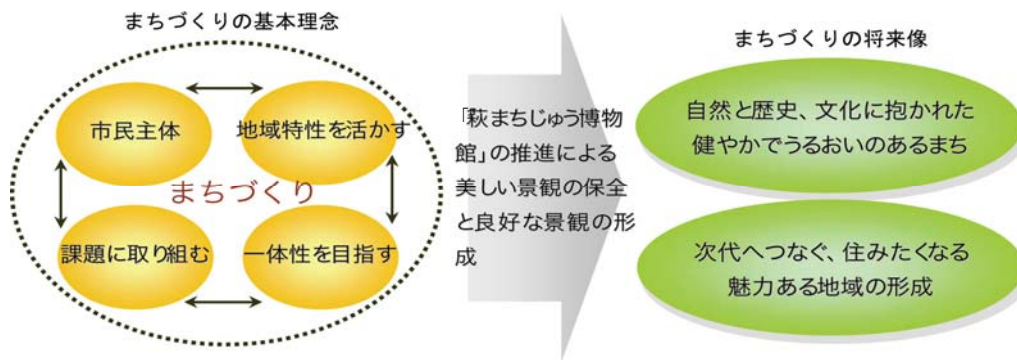 まちづくりの基本理念
市民主体
地域特性を活かす
まちづくり
課題に取り組む
一体性を目指す
「萩まちじゅう博物
館」の推進による
美しい景観の保全
と良好な景観の形
成
まちづくりの将来像
自然と歴史、文化に抱かれた
健やかでうるおいのあるまち
次代へつなぐ、住みたくなる
魅力ある地域の形成